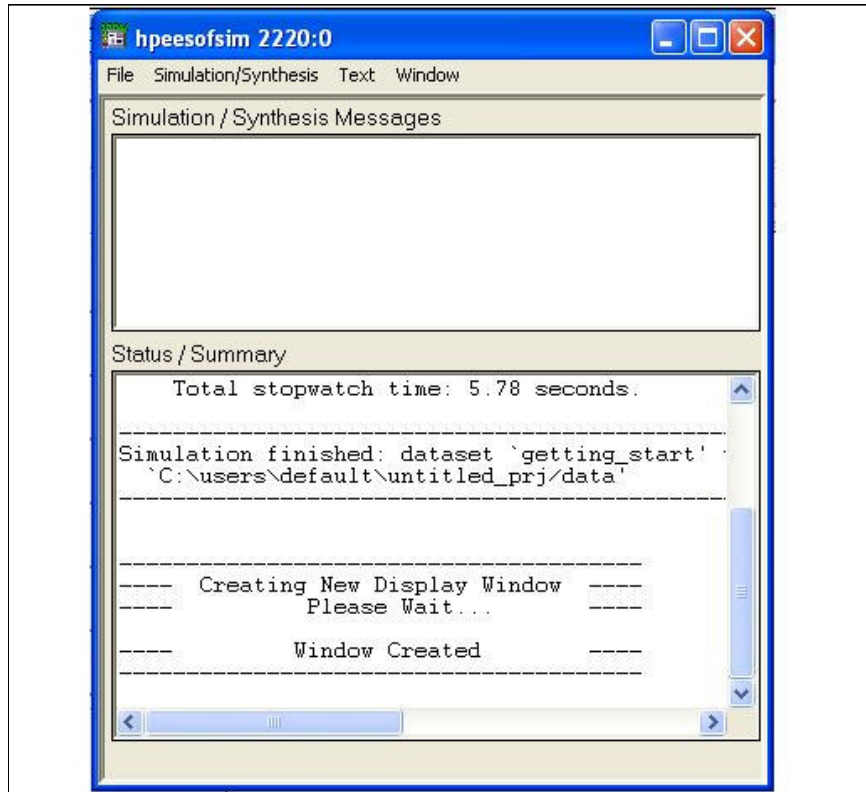 hpeesofsim 2220:0
File Simulation/Synthesis Text Window
Simulation / Synthesis Messages
Status / Summary
Total stopwatch time: 5.78 seconds.
----------------------------------------------------
Simulation finished: dataset `getting_start'
`C:\users\default\untitled_prj/data'
----------------------------------------------------
---------------------------------------------
---- Creating New Display Window ----
---- Please Wait... ----
---- Window Created ----
---------------------------------------------